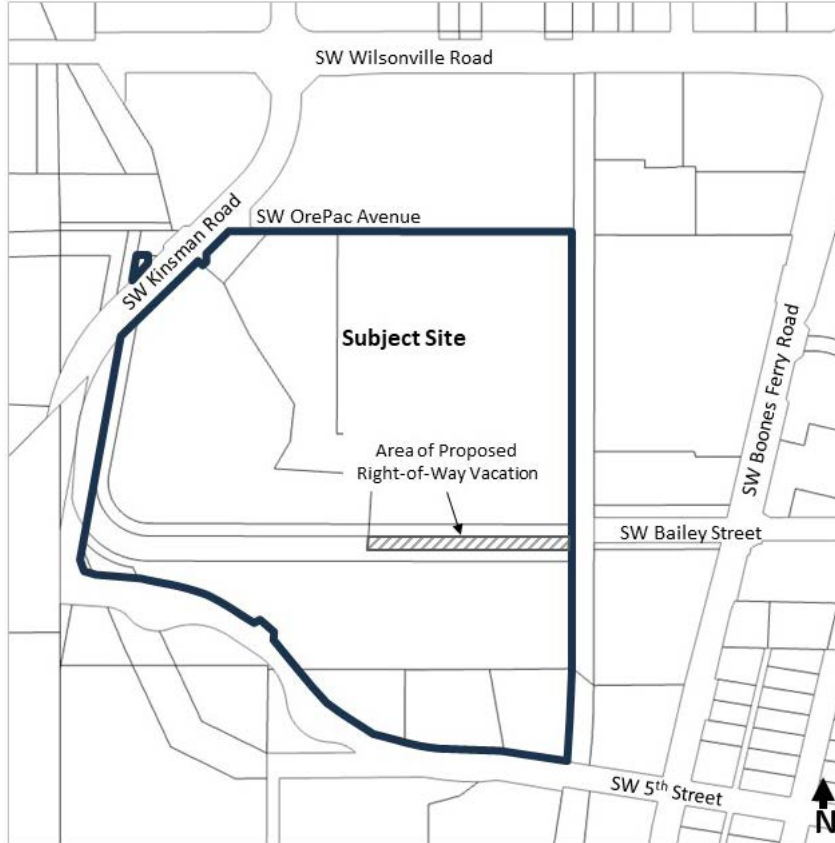 SW Wilsonville Road
SW OrePac Avenue
SW Kinsman Road
Subject Site
SW Boones Ferry Road
Area of Proposed
Right-of-Way Vacation
SW Bailey Street
SW 5th Street
N